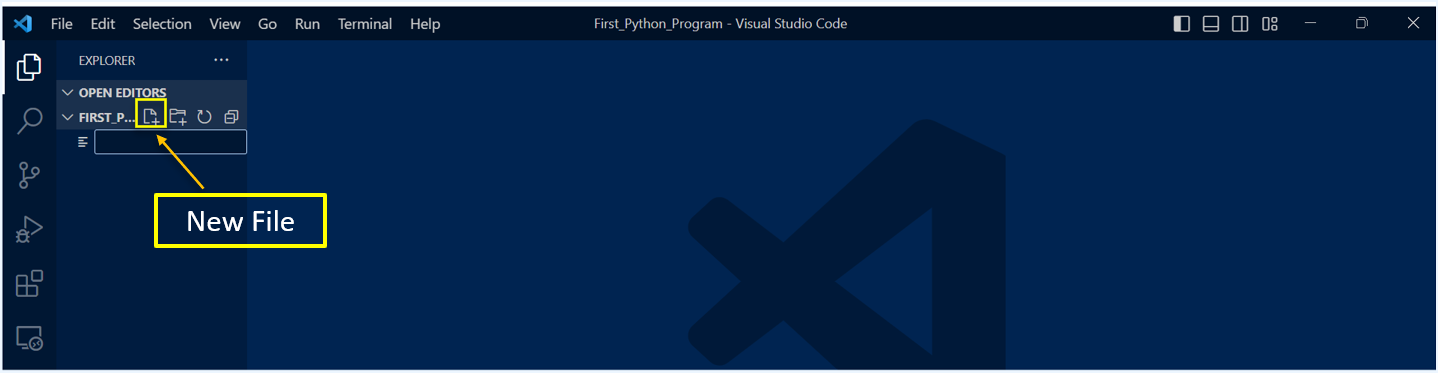 File Edit Selection View Go Run Terminal Help First_Python_Program - Visual Studio Code
EXPLORER
OPEN EDITORS
FIRST_P...
New File